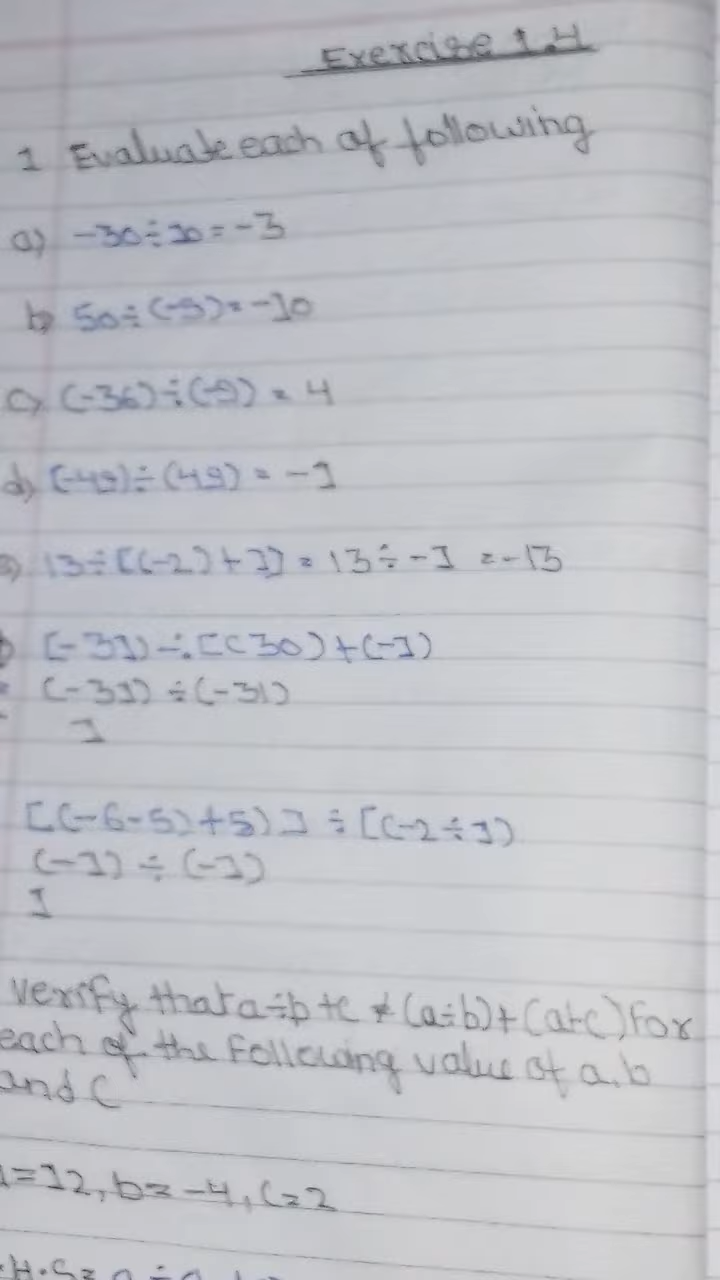 Exercise 1.4
1 Evaluate each of following
a) -30÷10=-3
b) 50÷(-5)=-10
c) (-36)÷(-9) = 4
d) (-49)÷(49) = -1
13÷[(-2)+1] = 13÷-1 =-13
(-31)÷[(30)+(-1)
(-31)÷(-31)
1
[(-6-5)+5)]÷[(-2÷1)
(-1)÷(-1)
1
Verify that a÷b+c≠(a÷b)+(a+c) for
each of the following value of a,b
and c
=12, b=-4, c=2